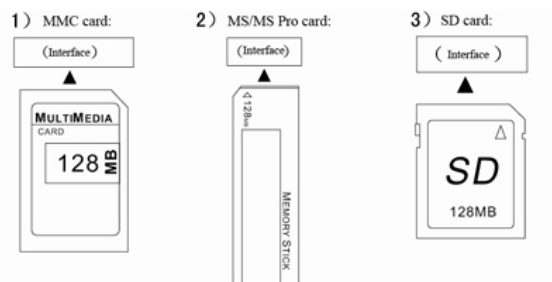 1) MMC card:
2) MS/MS Pro card:
3) SD card:
(Interface)
(Interface)
( Interface )
MULTIMEDIA
CARD
128 MB
128MB
MEMORY STICK
SD
128MB